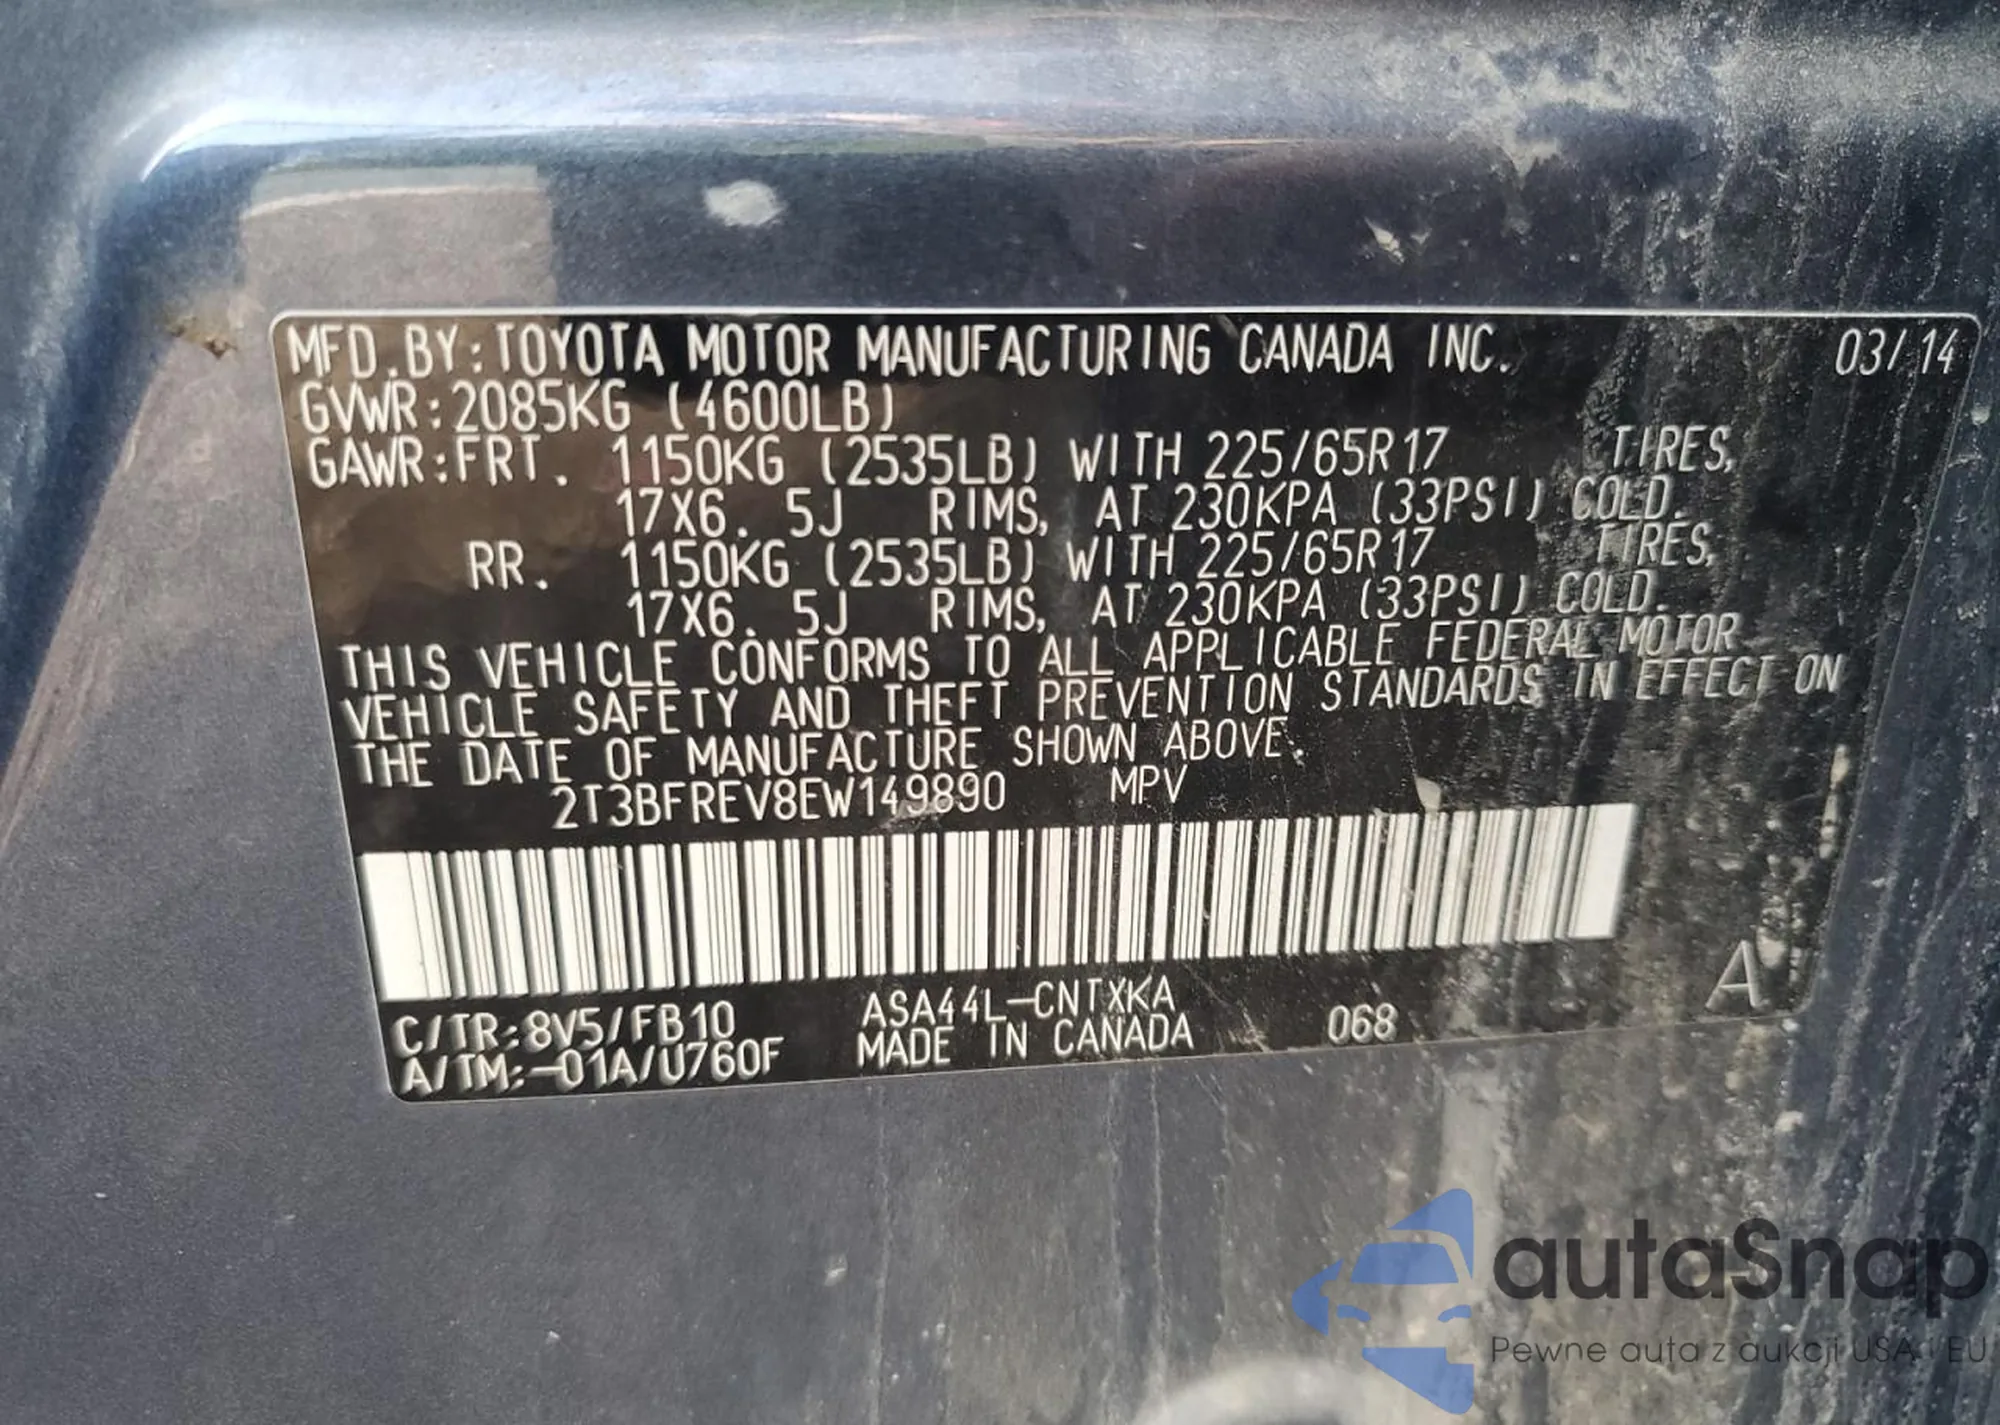 MFD.BY:TOYOTA MOTOR MANUFACTURING CANADA INC. 03/14
GVWR:2085KG (4600LB)
GAWR:FRT. 1150KG (2535LB) WITH 225/65R17 TIRES,
17X6.5J RIMS, AT 230KPA (33PSI) COLD.
RR. 1150KG (2535LB) WITH 225/65R17 TIRES,
17X6.5J RIMS, AT 230KPA (33PSI) COLD.
THIS VEHICLE CONFORMS TO ALL APPLICABLE FEDERAL MOTOR
VEHICLE SAFETY AND THEFT PREVENTION STANDARDS IN EFFECT ON
THE DATE OF MANUFACTURE SHOWN ABOVE.
2T3BFREV8EW149890 MPV
A
C/TR:8V5/FB10 ASA44L-CNTXKA
A/TM:-01A/U760F MADE IN CANADA 068
autaSnap
Pewne auta z aukcji USA i EU